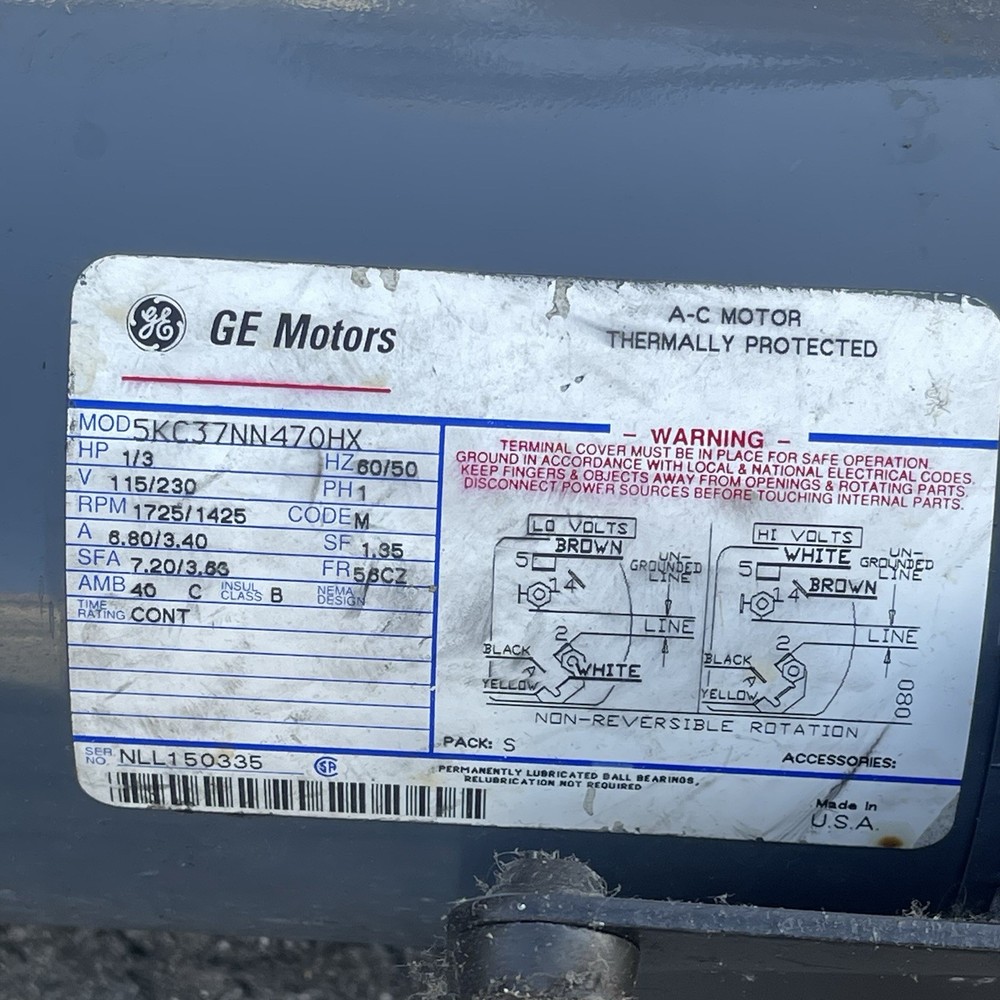 GE Motors
A-C MOTOR
THERMALLY PROTECTED
MOD 5KC37NN470HX
HP 1/3 HZ 60/50
V 115/230 PH 1
RPM 1725/1425 CODE M
A 6.80/3.40 SF 1.35
SFA 7.20/3.60 FR 56CZ
AMB 40 C INSUL CLASS B NEMA DESIGN
TIME RATING CONT
SER NO. NLL150335
– WARNING –
TERMINAL COVER MUST BE IN PLACE FOR SAFE OPERATION.
GROUND IN ACCORDANCE WITH LOCAL & NATIONAL ELECTRICAL CODES.
KEEP FINGERS & OBJECTS AWAY FROM OPENINGS & ROTATING PARTS.
DISCONNECT POWER SOURCES BEFORE TOUCHING INTERNAL PARTS.
LO VOLTS
BROWN
5
UN-
GROUNDED
LINE
14
LINE
2
BLACK
WHITE
YELLOW
HI VOLTS
WHITE
5
UN-
GROUNDED
LINE
BROWN
14
LINE
2
BLACK
YELLOW
080
NON-REVERSIBLE ROTATION
PACK: S
ACCESSORIES:
PERMANENTLY LUBRICATED BALL BEARINGS,
RELUBRICATION NOT REQUIRED
Made in
U.S.A.